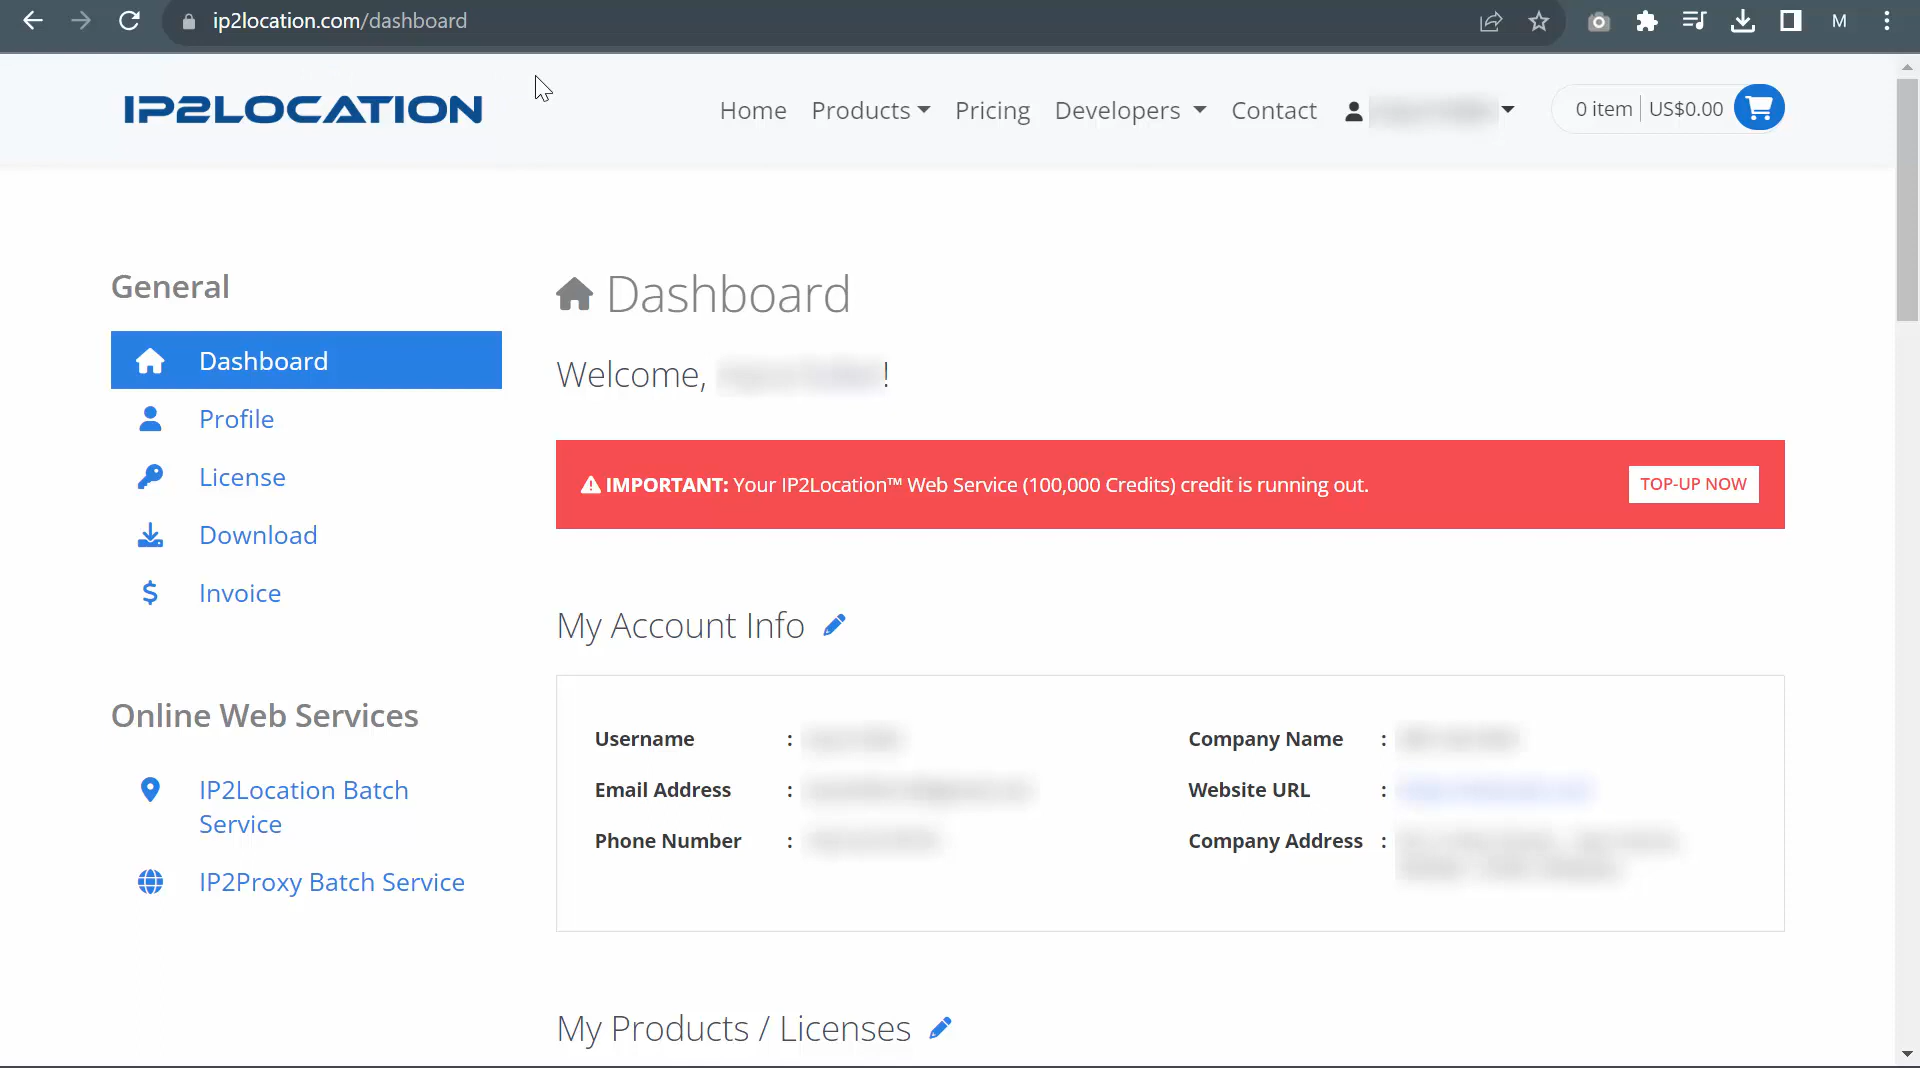 ip2location.com/dashboard
M
IP2LOCATION
Home
Products
Pricing
Developers
Contact
0 item
US$0.00
General
Dashboard
Profile
License
Download
Invoice
Online Web Services
IP2Location Batch
Service
IP2Proxy Batch Service
Dashboard
Welcome, !
IMPORTANT: Your IP2Location™ Web Service (100,000 Credits) credit is running out.
TOP-UP NOW
My Account Info
Username :
Company Name :
Email Address :
Website URL :
Phone Number :
Company Address :
My Products / Licenses